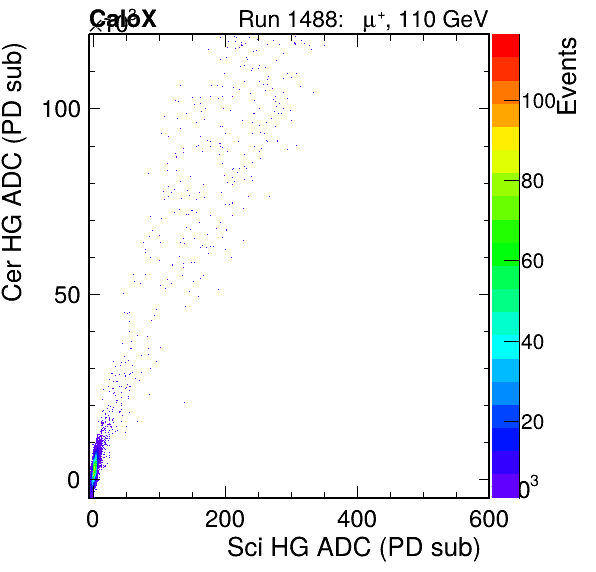 CaloX Run 1488: μ⁺, 110 GeV
×10³
Cer HG ADC (PD sub)
100
50
0
0 200 400 600
Sci HG ADC (PD sub)
Events
100
80
60
40
20
0³